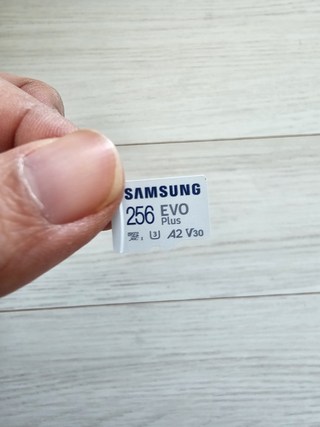 SAMSUNG
256 EVO
Plus
I U3 A2 V30